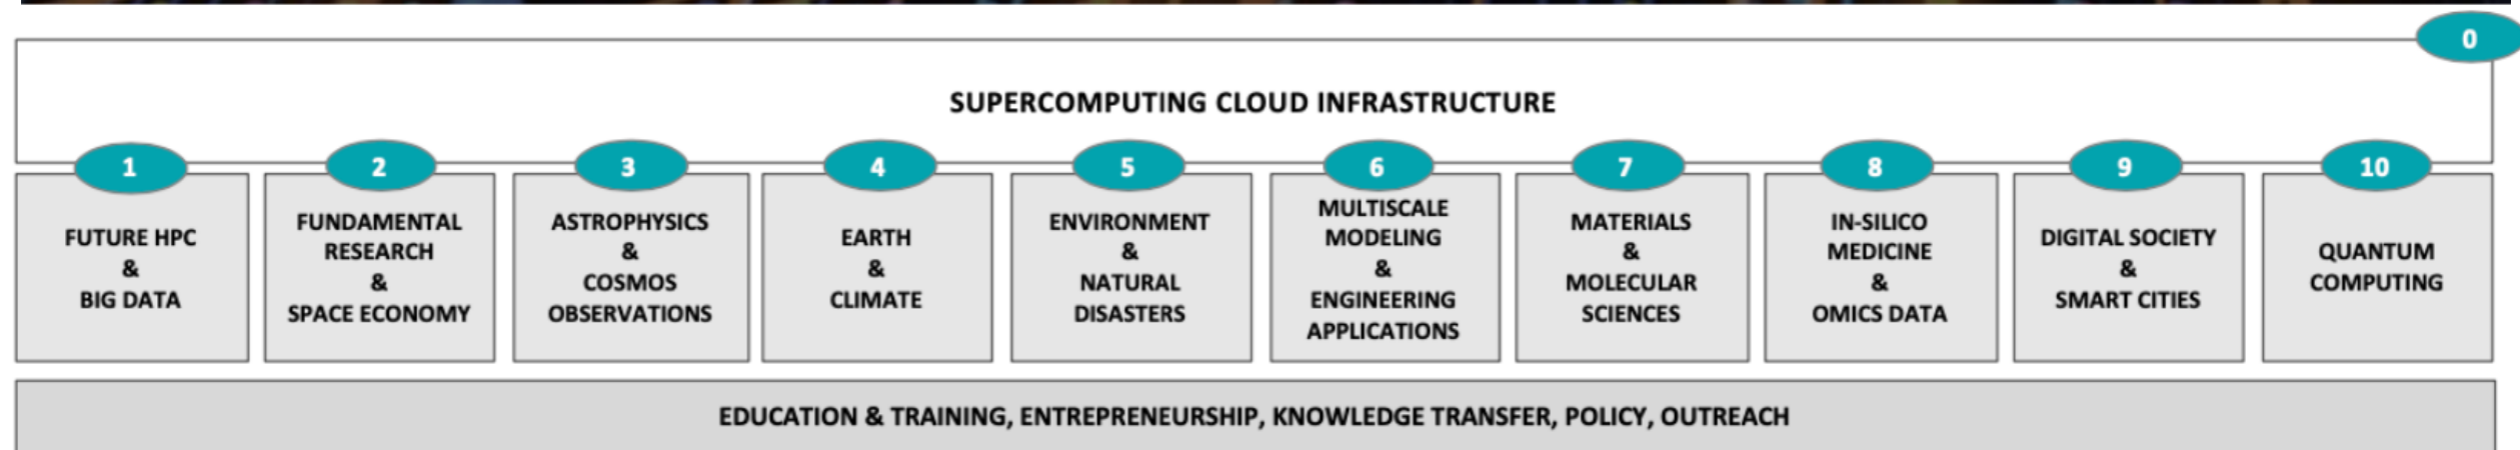 0
SUPERCOMPUTING CLOUD INFRASTRUCTURE
1
FUTURE HPC
&
BIG DATA
2
FUNDAMENTAL
RESEARCH
&
SPACE ECONOMY
3
ASTROPHYSICS
&
COSMOS
OBSERVATIONS
4
EARTH
&
CLIMATE
5
ENVIRONMENT
&
NATURAL
DISASTERS
6
MULTISCALE
MODELING
&
ENGINEERING
APPLICATIONS
7
MATERIALS
&
MOLECULAR
SCIENCES
8
IN-SILICO
MEDICINE
&
OMICS DATA
9
DIGITAL SOCIETY
&
SMART CITIES
10
QUANTUM
COMPUTING
EDUCATION & TRAINING, ENTREPRENEURSHIP, KNOWLEDGE TRANSFER, POLICY, OUTREACH